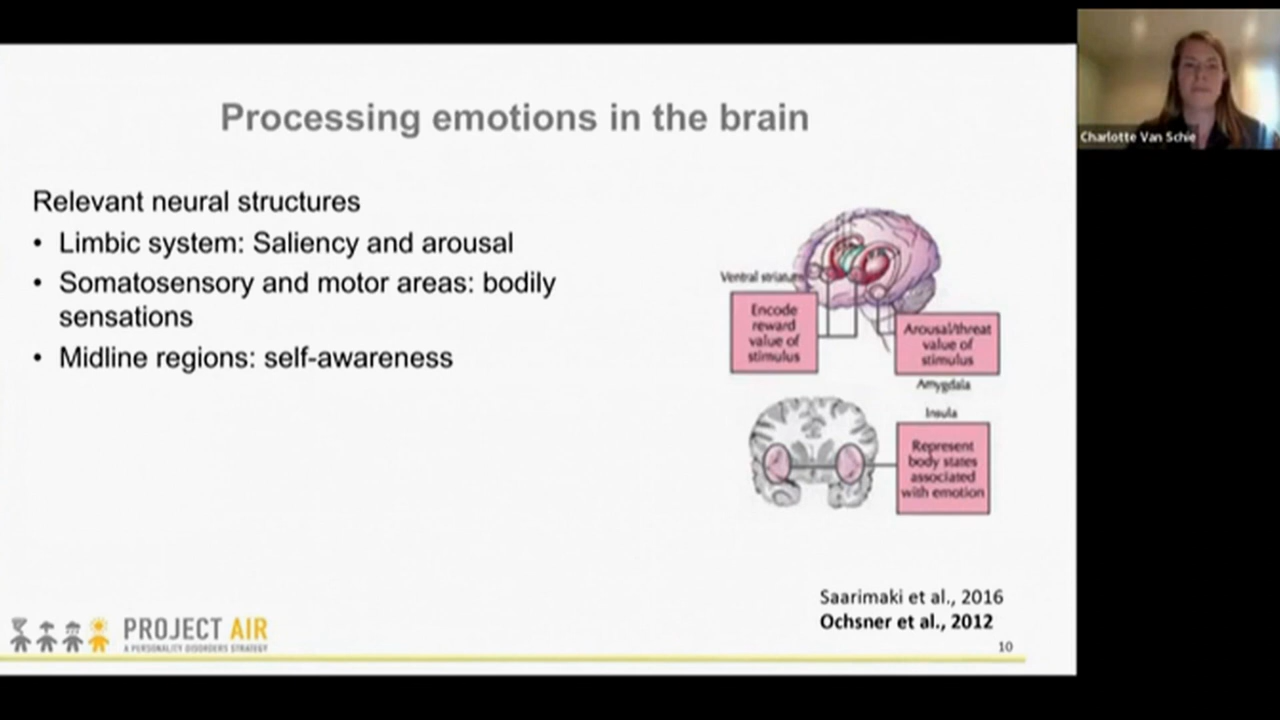 Processing emotions in the brain
Charlotte Van Schie
Relevant neural structures
• Limbic system: Saliency and arousal
• Somatosensory and motor areas: bodily
sensations
• Midline regions: self-awareness
Ventral striatum
Encode
reward
value of
stimulus
Arousal/threat
value of
stimulus
Amygdala
Insula
Represent
body states
associated
with emotion
Saarimaki et al., 2016
Ochsner et al., 2012
PROJECT AIR
A PERSONALITY DISORDERS STRATEGY
10